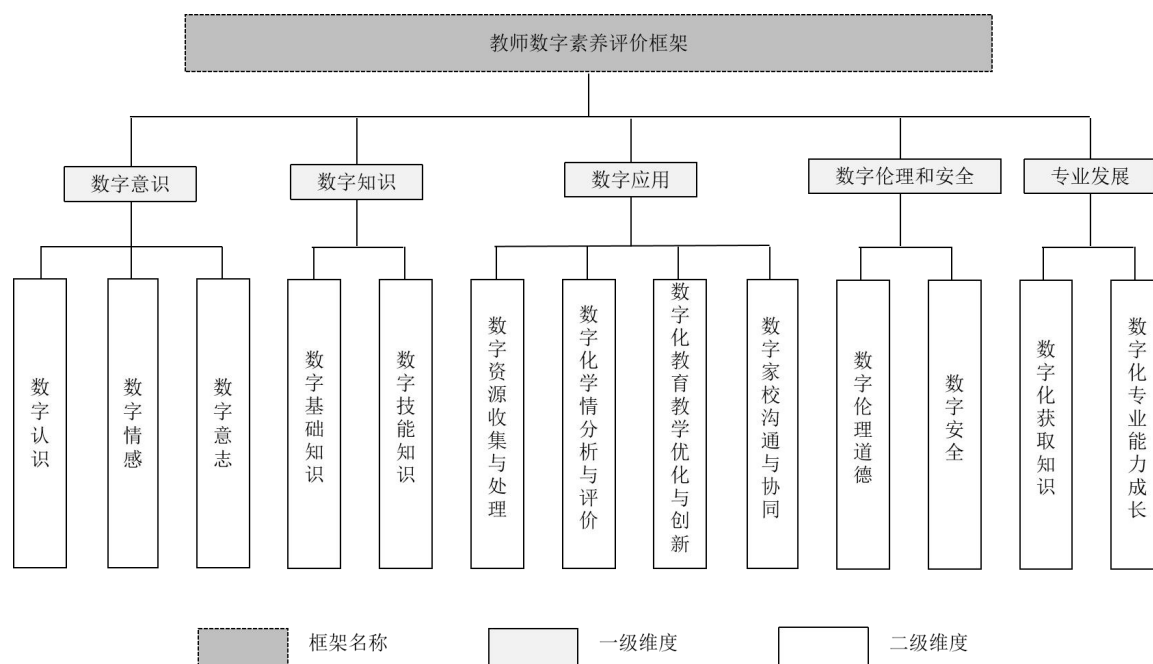 教师数字素养评价框架
数字意识
数字知识
数字应用
数字伦理和安全
专业发展
数字认识
数字情感
数字意志
数字基础知识
数字技能知识
数字资源收集与处理
数字化学情分析与评价
数字化教育教学优化与创新
数字家校沟通与协同
数字伦理道德
数字安全
数字化获取知识
数字化专业能力成长
框架名称
一级维度
二级维度